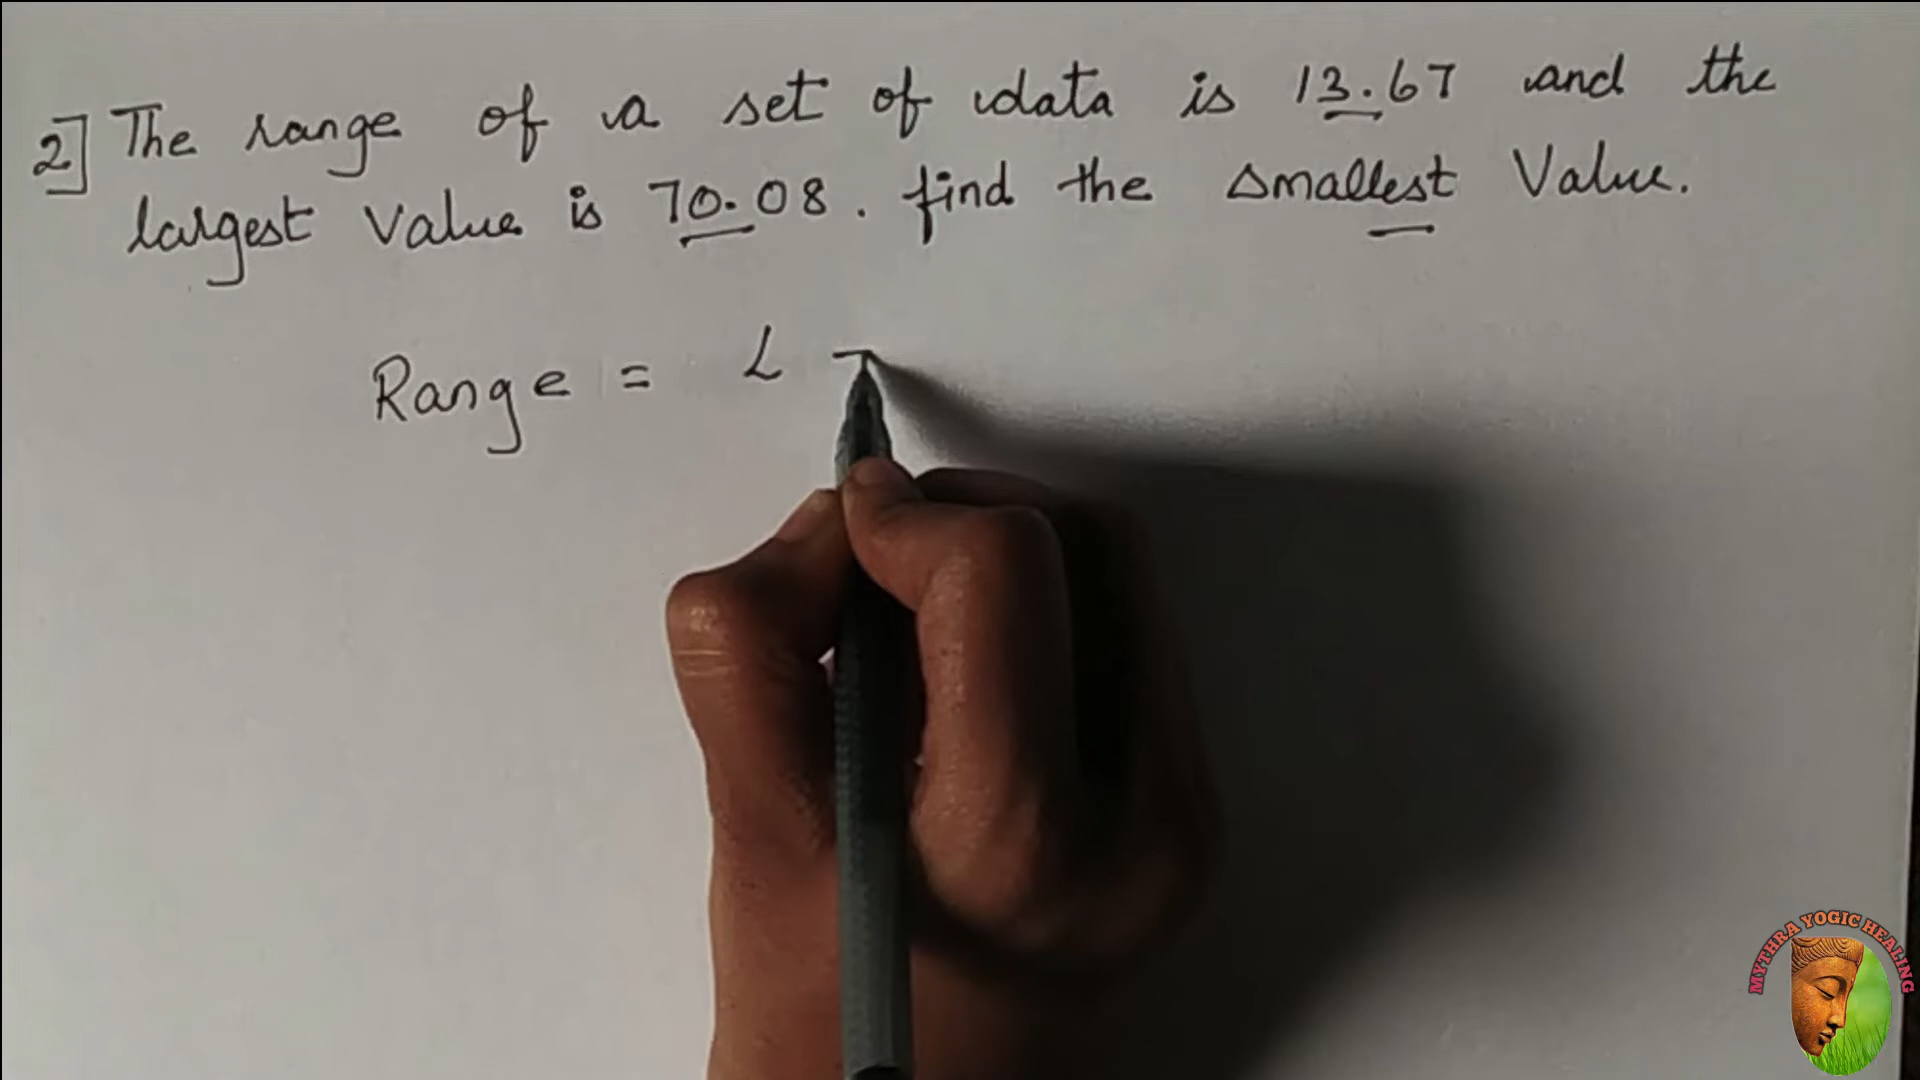 2] The range of a set of data is 13.67 and the
largest Value is 70.08. find the smallest Value.
Range = L -
MYTHRA YOGIC HEALING